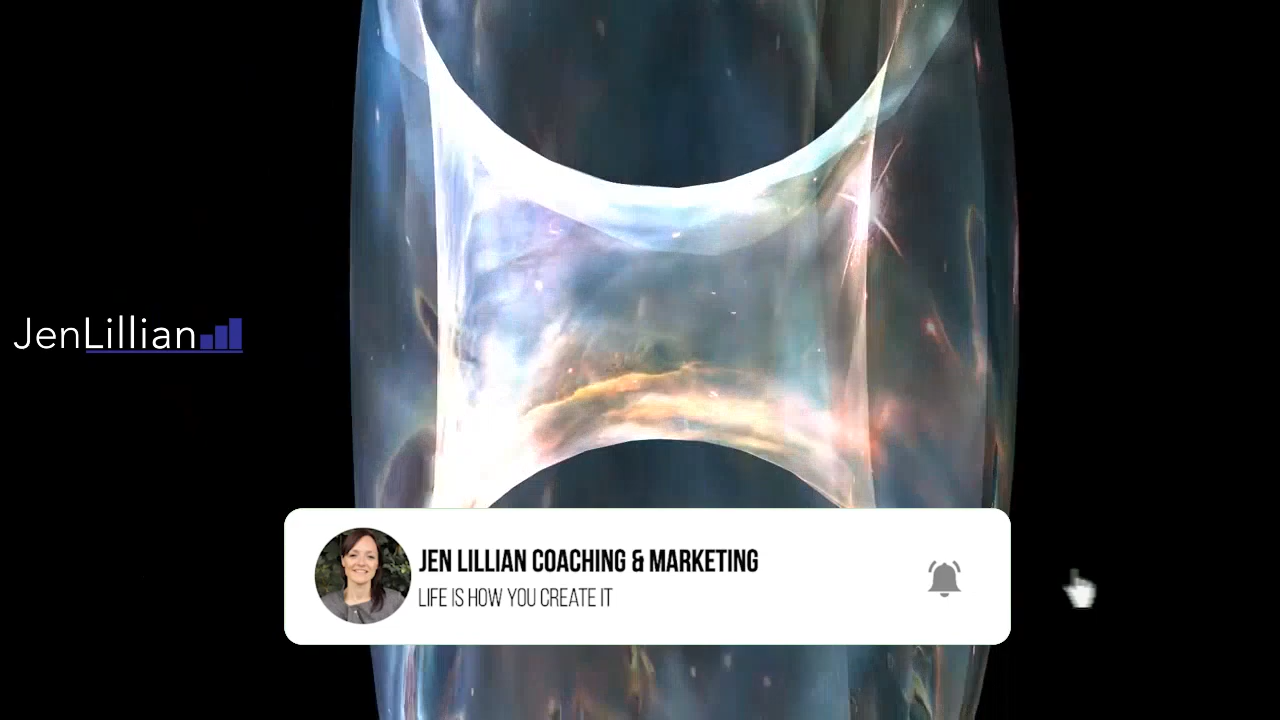 JenLillian
JEN LILLIAN COACHING & MARKETING
LIFE IS HOW YOU CREATE IT